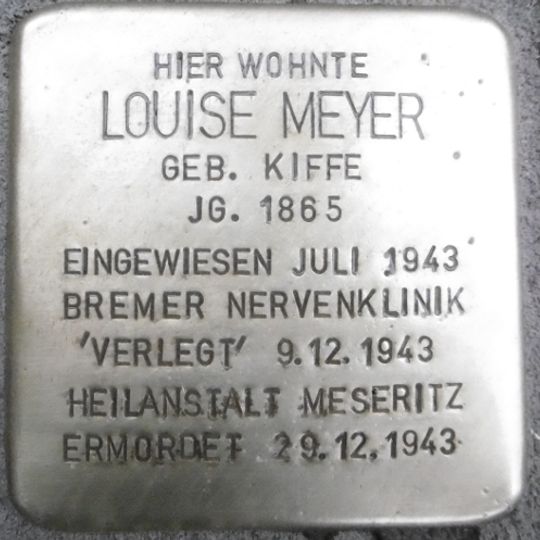 HIER WOHNTE
LOUISE MEYER
GEB. KIFFE
JG. 1865
EINGEWIESEN JULI 1943
BREMER NERVENKLINIK
'VERLEGT' 9.12.1943
HEILANSTALT MESERITZ
ERMORDET 29.12.1943